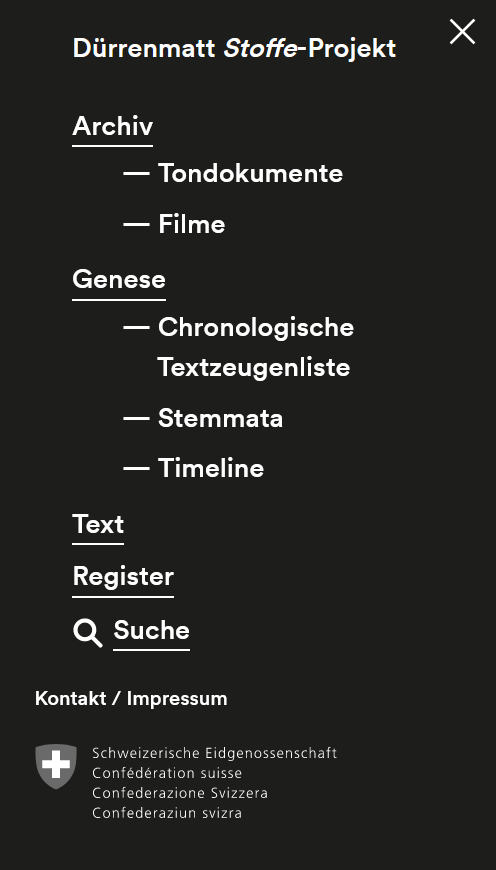 Dürrenmatt Stoffe-Projekt
Archiv
— Tondokumente
— Filme
Genese
— Chronologische
Textzeugenliste
— Stemmata
— Timeline
Text
Register
Suche
Kontakt / Impressum
Schweizerische Eidgenossenschaft
Confédération suisse
Confederazione Svizzera
Confederaziun svizra